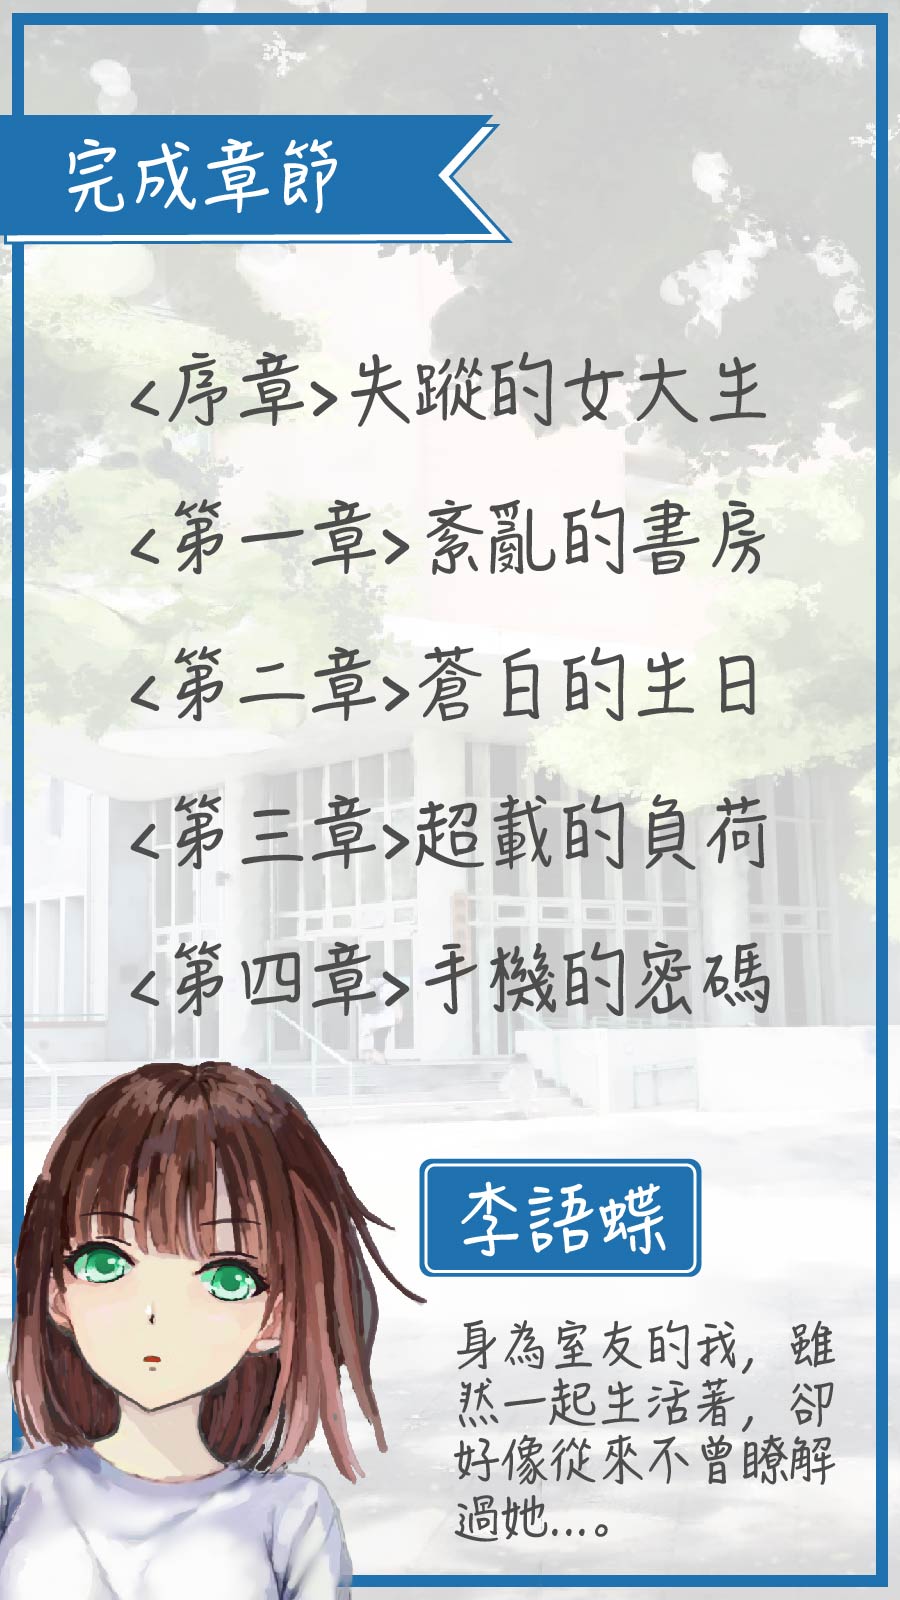 完成章節
<序章>失蹤的女大生
<第一章>紊亂的書房
<第二章>蒼白的生日
<第三章>超載的負荷
<第四章>手機的密碼
李語蝶
身為室友的我，雖
然一起生活著，卻
好像從來不曾瞭解
過她...。